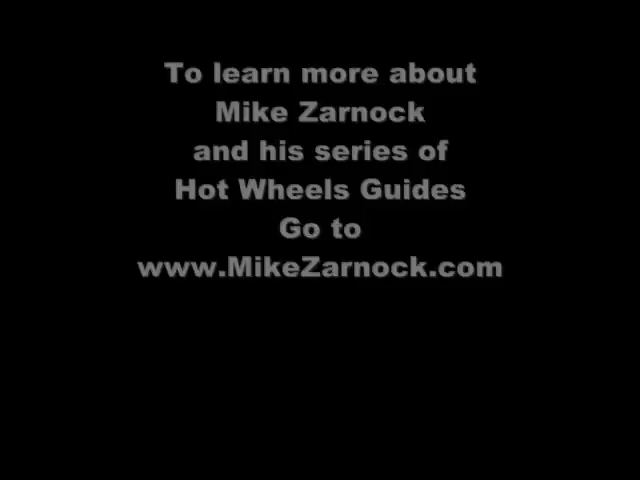 To learn more about
Mike Zarnock
and his series of
Hot Wheels Guides
Go to
www.MikeZarnock.com